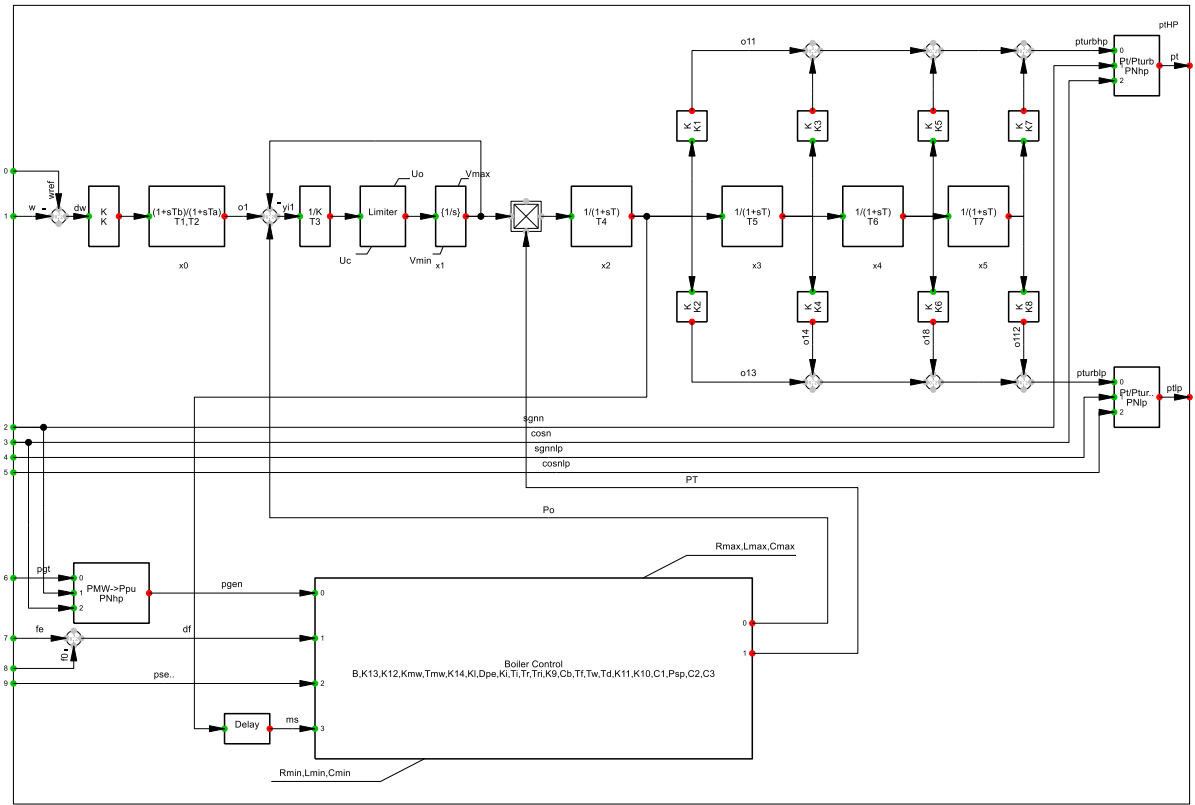 ptHP
o11
pturbhp
0
Pt/Pturb
PNhp
1
2
pt
K
K1
K
K3
K
K5
K
K7
0
wref
Uo
Vmax
w
-
dw
1
K
K
(1+sTb)/(1+sTa)
T1,T2
o1
-
yi1
1/K
T3
Limiter
{1/s}
1/(1+sT)
T4
1/(1+sT)
T5
1/(1+sT)
T6
1/(1+sT)
T7
Uc
Vmin
x0
x1
x2
x3
x4
x5
K
K2
K
K4
K
K6
K
K8
o14
o18
o112
o13
pturblp
0
Pt/Ptur..
PNlp
1
2
ptlp
2
sgnn
3
cosn
4
sgnnlp
5
cosnlp
PT
Po
Rmax,Lmax,Cmax
6
pgt
0
PMW->Ppu
PNhp
1
2
pgen
0
7
fe
df
1
0
8
f0
-
1
9
pse..
2
Boiler Control
B,K13,K12,Kmw,Tmw,K14,Kl,Dpe,Ki,Ti,Tr,Tri,K9,Cb,Tf,Tw,Td,K11,K10,C1,Psp,C2,C3
Delay
ms
3
Rmin,Lmin,Cmin